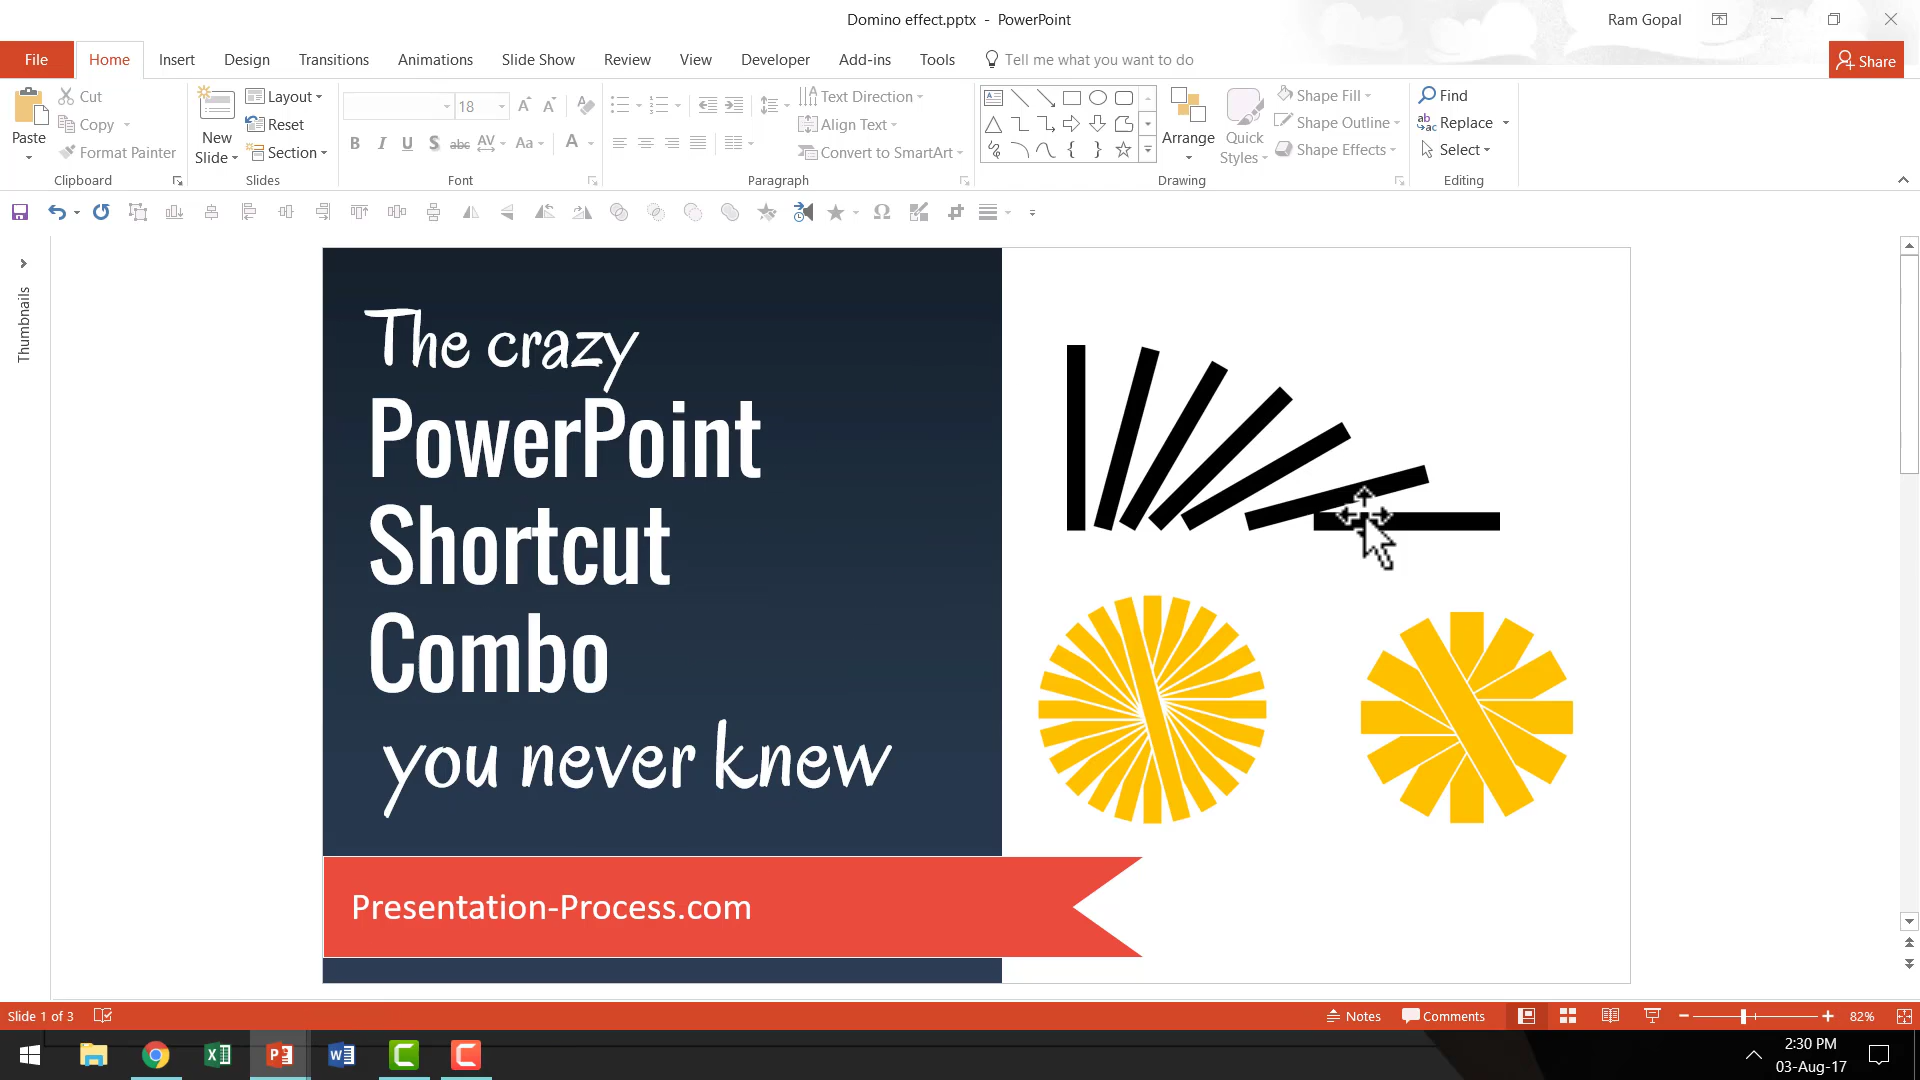 Domino effect.pptx - PowerPoint
Ram Gopal
File Home Insert Design Transitions Animations Slide Show Review View Developer Add-ins Tools Tell me what you want to do Share
Paste
Cut
Copy
Format Painter
Clipboard
New Slide
Layout
Reset
Section
Slides
18
B I U S abc AV Aa A
Font
Text Direction
Align Text
Convert to SmartArt
Paragraph
Arrange
Quick Styles
Shape Fill
Shape Outline
Shape Effects
Drawing
Find
Replace
Select
Editing
Thumbnails
The crazy
PowerPoint
Shortcut
Combo
you never knew
Presentation-Process.com
Slide 1 of 3
Notes Comments 82%
2:30 PM
03-Aug-17